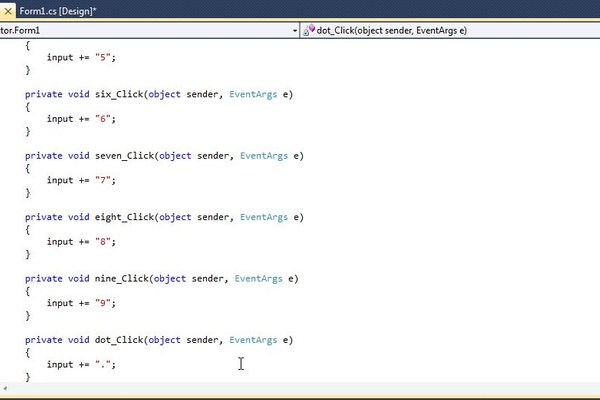 Form1.cs [Design]*
tor.Form1
dot_Click(object sender, EventArgs e)
{
input += "5";
}
private void six_Click(object sender, EventArgs e)
{
input += "6";
}
private void seven_Click(object sender, EventArgs e)
{
input += "7";
}
private void eight_Click(object sender, EventArgs e)
{
input += "8";
}
private void nine_Click(object sender, EventArgs e)
{
input += "9";
}
private void dot_Click(object sender, EventArgs e)
{
input += ".";
}